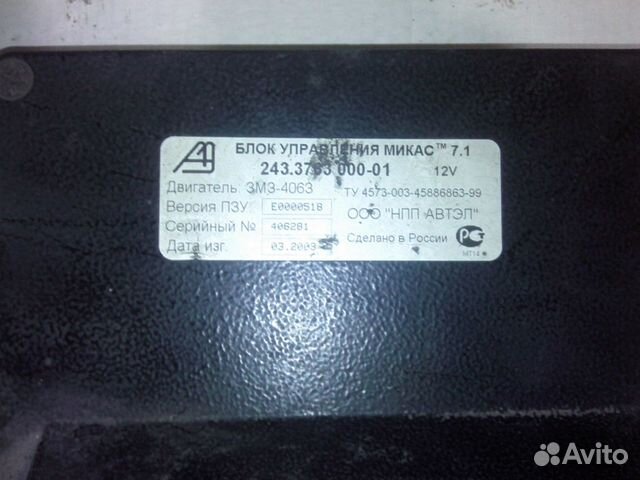 БЛОК УПРАВЛЕНИЯ МИКАС™ 7.1
243.3763 000-01 12V
Двигатель: ЗМЗ-4063 ТУ 4573-003-45886863-99
Версия ПЗУ E0000518 ООО "НПП АВТЭЛ"
Серийный № 406281
Дата изг. 03.2003 Сделано в России
МТ14
Avito